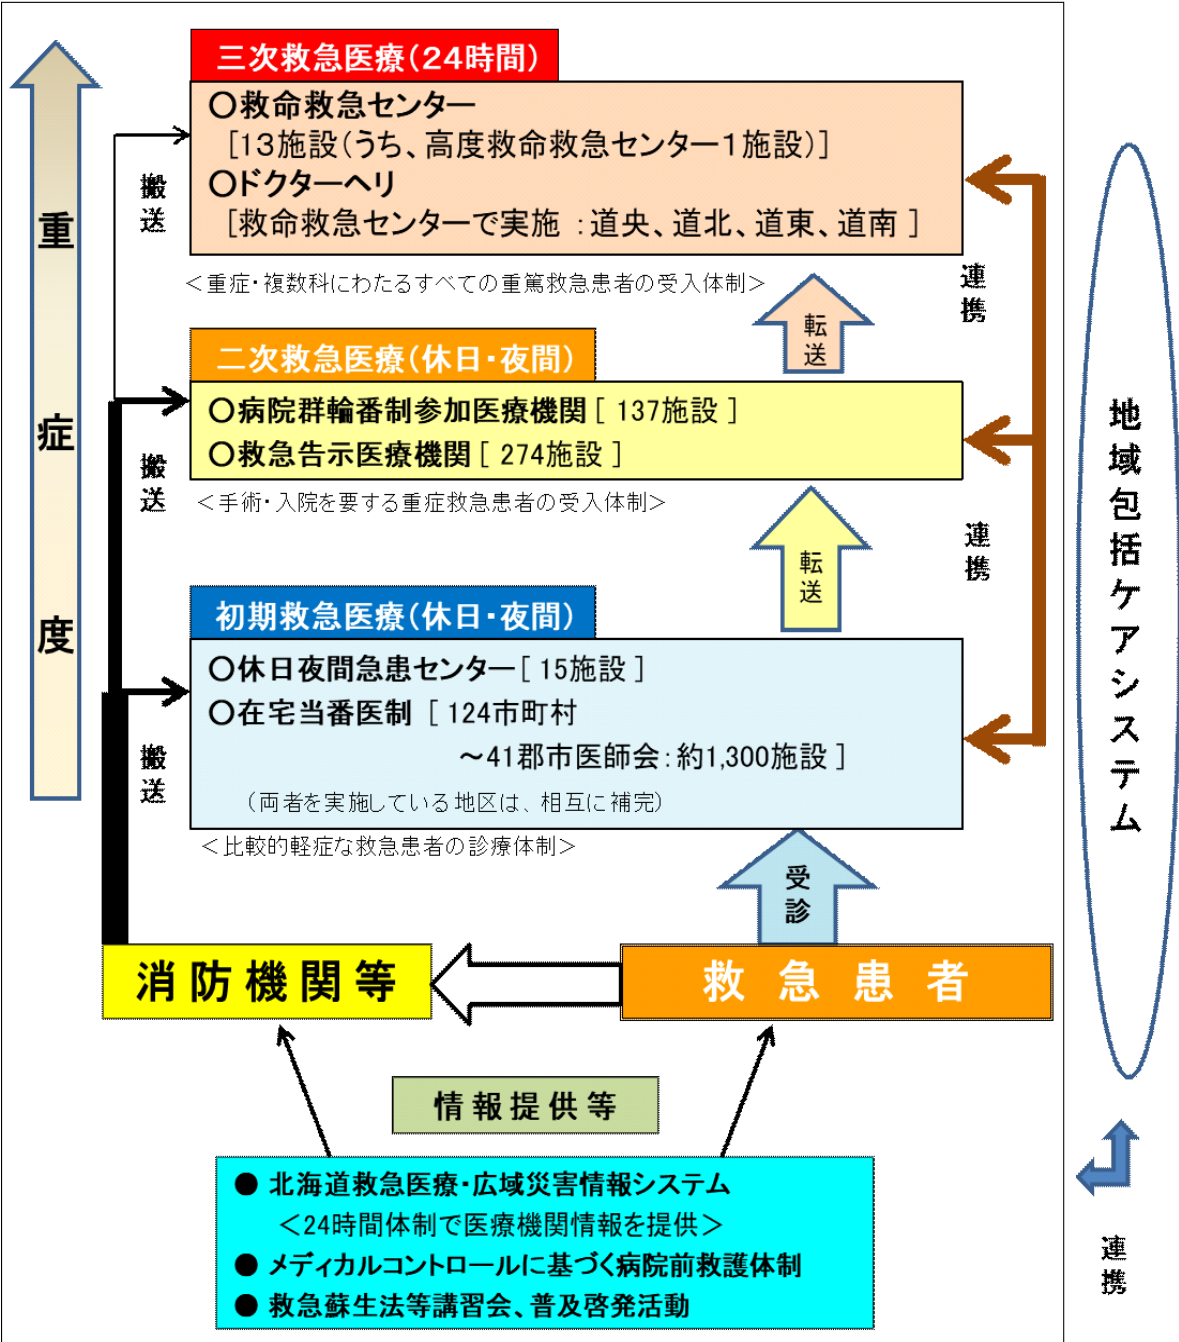 三次救急医療(24時間)
〇救命救急センター
[13施設(うち、高度救命救急センター1施設)]
〇ドクターヘリ
[救命救急センターで実施 :道央、道北、道東、道南 ]
<重症・複数科にわたるすべての重篤救急患者の受入体制>
搬送
転送
連携
二次救急医療(休日・夜間)
〇病院群輪番制参加医療機関[ 137施設 ]
〇救急告示医療機関[ 274施設 ]
<手術・入院を要する重症救急患者の受入体制>
搬送
転送
連携
初期救急医療(休日・夜間)
〇休日夜間急患センター[ 15施設 ]
〇在宅当番医制 [ 124市町村
~41郡市医師会:約1,300施設 ]
(両者を実施している地区は、相互に補完)
<比較的軽症な救急患者の診療体制>
搬送
受診
重症度
地域包括ケアシステム
消防機関等
救急患者
情報提供等
● 北海道救急医療・広域災害情報システム
<24時間体制で医療機関情報を提供>
● メディカルコントロールに基づく病院前救護体制
● 救急蘇生法等講習会、普及啓発活動
連携